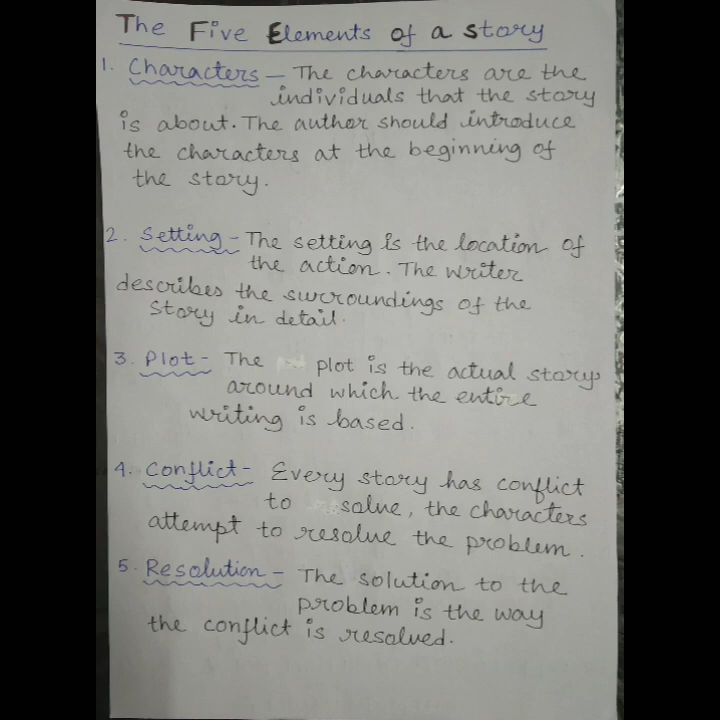 The Five Elements of a story
1. Characters – The characters are the
individuals that the story
is about. The author should introduce
the characters at the beginning of
the story.
2. Setting – The setting is the location of
the action. The writer
describes the surroundings of the
story in detail.
3. Plot – The plot is the actual story,
around which the entire
writing is based.
4. Conflict – Every story has conflict
to solve, the characters
attempt to resolve the problem.
5. Resolution – The solution to the
problem is the way
the conflict is resolved.